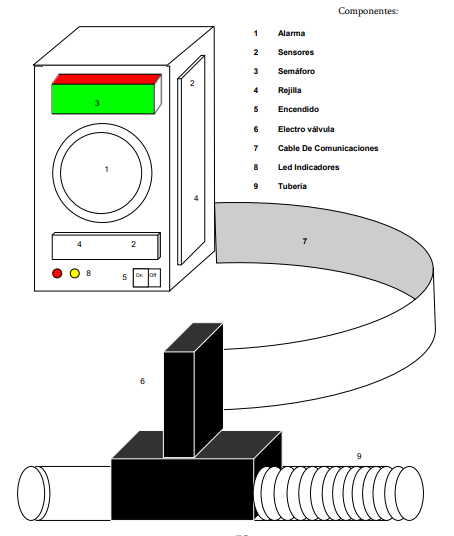 Componentes:
1 Alarma
2 Sensores
3 Semáforo
4 Rejilla
5 Encendido
6 Electro válvula
7 Cable De Comunicaciones
8 Led Indicadores
9 Tubería
2
3
1
4
4 2
7
8
5 On Off
6
9